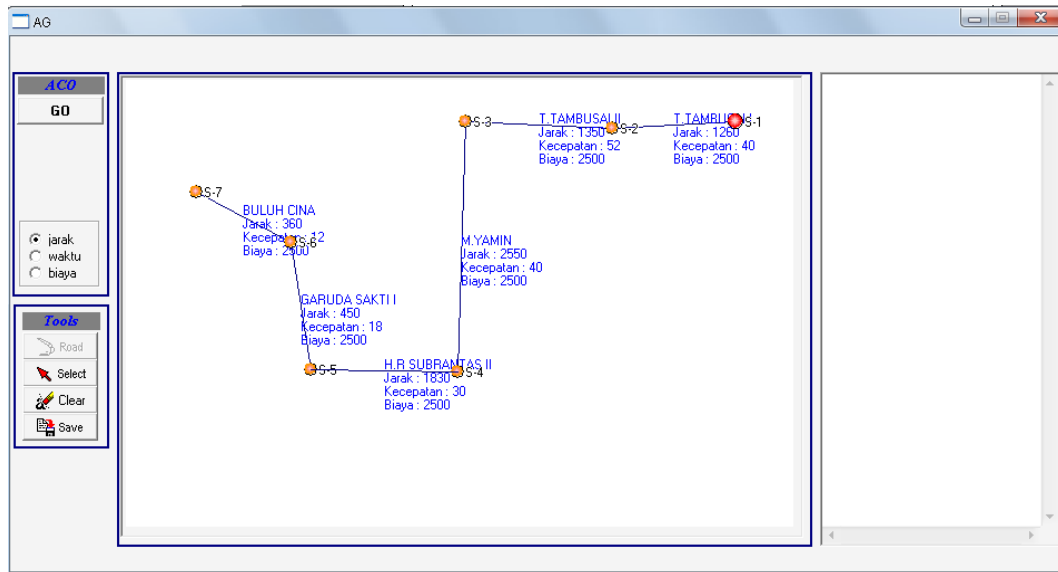 AG
ACO
GO
jarak
waktu
biaya
Tools
Road
Select
Clear
Save
S-1
Jarak : 1260
Kecepatan : 40
Biaya : 2500
S-2
T.TAMBUSAI II
Jarak : 1350
Kecepatan : 52
Biaya : 2500
S-3
M.YAMIN
Jarak : 2550
Kecepatan : 40
Biaya : 2500
S-4
H.R SUBRANTAS II
Jarak : 1830
Kecepatan : 30
Biaya : 2500
S-5
GARUDA SAKTI I
Jarak : 450
Kecepatan : 18
Biaya : 2500
S-6
BULUH CINA
Jarak : 360
Kecepatan : 12
Biaya : 2500
S-7